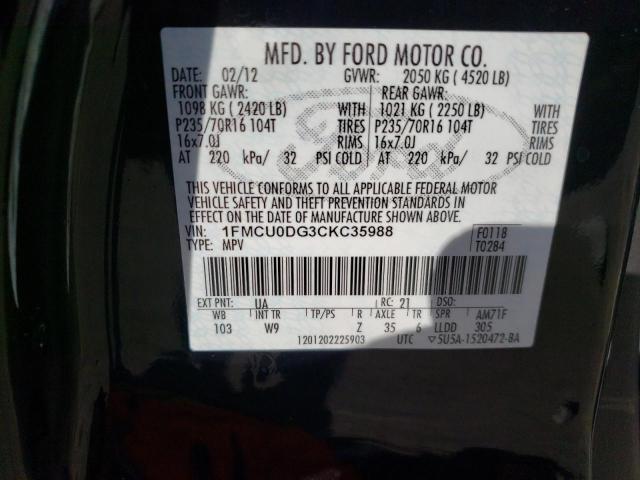 MFD. BY FORD MOTOR CO.
DATE: 02/12 GVWR: 2050 KG (4520 LB)
FRONT GAWR: REAR GAWR:
1098 KG (2420 LB) WITH 1021 KG (2250 LB) WITH
P235/70R16 104T TIRES P235/70R16 104T TIRES
16x7.0J RIMS 16x7.0J RIMS
AT 220 kPa/ 32 PSI COLD AT 220 kPa/ 32 PSI COLD
Ford
THIS VEHICLE CONFORMS TO ALL APPLICABLE FEDERAL MOTOR
VEHICLE SAFETY AND THEFT PREVENTION STANDARDS IN
EFFECT ON THE DATE OF MANUFACTURE SHOWN ABOVE.
VIN: 1FMCU0DG3CKC35988 F0118
TYPE: MPV T0284
EXT PNT: UA RC: 21 DSO:
WB INT TR TP/PS R AXLE TR SPR AM71F
103 W9 Z 35 6 LLDD 305
1201202225903 UTC ▽5U5A-1520472-BA